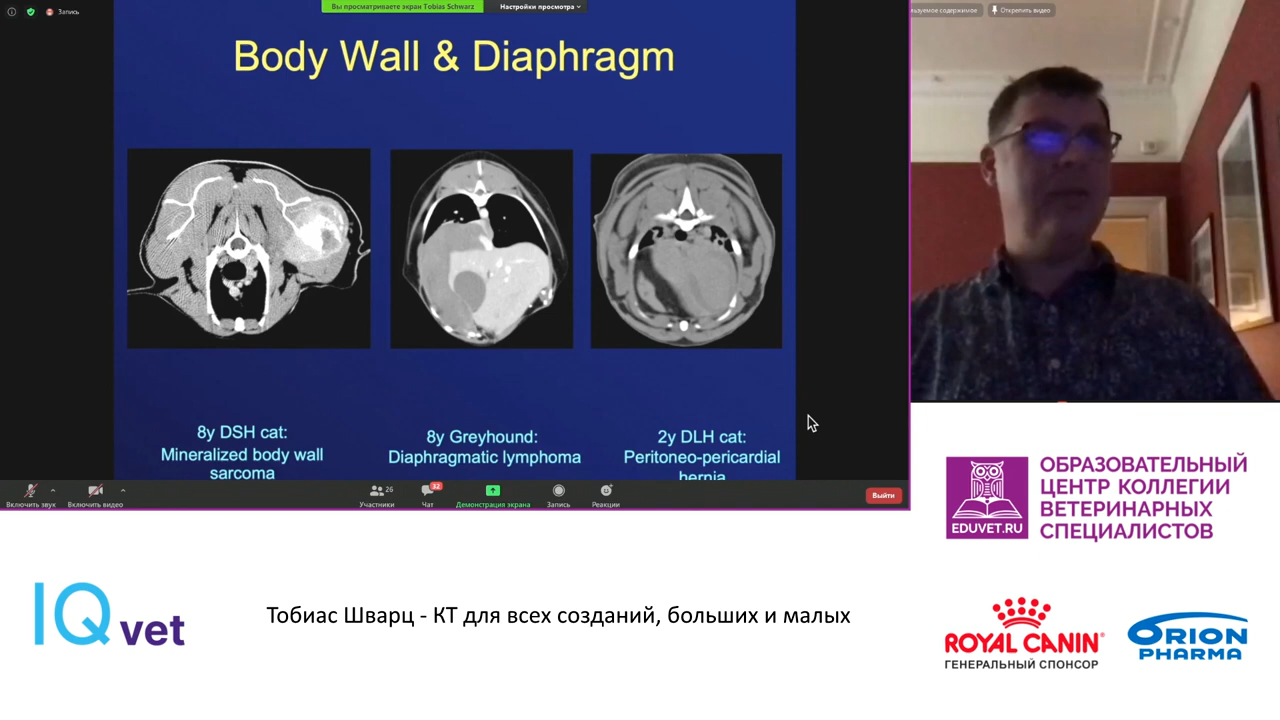 Запись
Вы просматриваете экран Tobias Schwarz
Настройки просмотра
содержимое
Открепить видео
Body Wall & Diaphragm
8y DSH cat:
Mineralized body wall
sarcoma
8y Greyhound:
Diaphragmatic lymphoma
2y DLH cat:
Peritoneo-pericardial
hernia
Включить звук
Включить видео
26
Участники
32
Чат
Демонстрация экрана
Запись
Реакции
Выйти
EDUVET.RU
ОБРАЗОВАТЕЛЬНЫЙ
ЦЕНТР КОЛЛЕГИИ
ВЕТЕРИНАРНЫХ
СПЕЦИАЛИСТОВ
IQ vet
Тобиас Шварц - КТ для всех созданий, больших и малых
ROYAL CANIN
ГЕНЕРАЛЬНЫЙ СПОНСОР
ORION
PHARMA